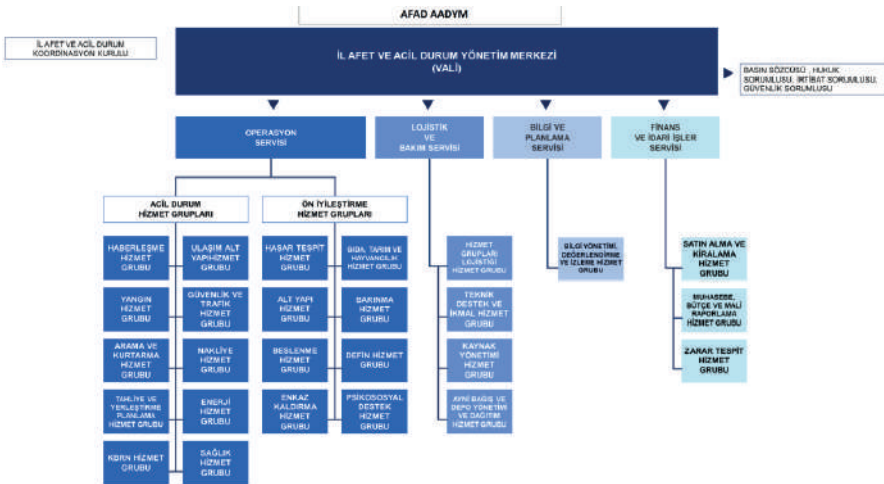 AFAD AADYM
İL AFET VE ACİL DURUM
KOORDİNASYON KURULU
İL AFET VE ACİL DURUM YÖNETİM MERKEZİ
(VALİ)
BASIN SÖZCÜSÜ , HUKUK
SORUMLUSU, İRTİBAT SORUMLUSU,
GÜVENLİK SORUMLUSU
OPERASYON
SERVİSİ
LOJİSTİK
VE
BAKIM SERVİSİ
BİLGİ VE
PLANLAMA
SERVİSİ
FİNANS
VE İDARİ İŞLER
SERVİSİ
ACİL DURUM
HİZMET GRUPLARI
ÖN İYİLEŞTİRME
HİZMET GRUPLARI
HABERLEŞME
HİZMET
GRUBU
ULAŞIM ALT
YAPIHİZMET
GRUBU
HASAR TESPİT
HİZMET
GRUBU
GIDA, TARIM VE
HAYVANCILIK
HİZMET GRUBU
HİZMET
GRUPLARI
LOJİSTİĞİ
HİZMET GRUBU
BİLGİ YÖNETİMİ,
DEĞERLENDİRME
VE İZLEME HİZMET
GRUBU
SATIN ALMA VE
KİRALAMA
HİZMET
GRUBU
YANGIN
HİZMET
GRUBU
GÜVENLİK VE
TRAFİK HİZMET
GRUBU
ALT YAPI
HİZMET
GRUBU
BARINMA
HİZMET
GRUBU
TEKNİK
DESTEK VE
İKMAL HİZMET
GRUBU
MUHASEBE,
BÜTÇE VE MALİ
RAPORLAMA
HİZMET GRUBU
ARAMA VE
KURTARMA
HİZMET
GRUBU
NAKLİYE
HİZMET
GRUBU
BESLENME
HİZMET
GRUBU
DEFİN HİZMET
GRUBU
KAYNAK
YÖNETİMİ
HİZMET
GRUBU
ZARAR TESPİT
HİZMET
GRUBU
TAHLİYE VE
YERLEŞTİRME
PLANLAMA
HİZMET GRUBU
ENERJİ
HİZMET
GRUBU
ENKAZ
KALDIRMA
HİZMET GRUBU
PSİKOSOSYAL
DESTEK
HİZMET
GRUBU
AYNİ BAĞIŞ VE
DEPO YÖNETİMİ
VE DAĞITIM
HİZMET GRUBU
KBRN HİZMET
GRUBU
SAĞLIK
HİZMET
GRUBU